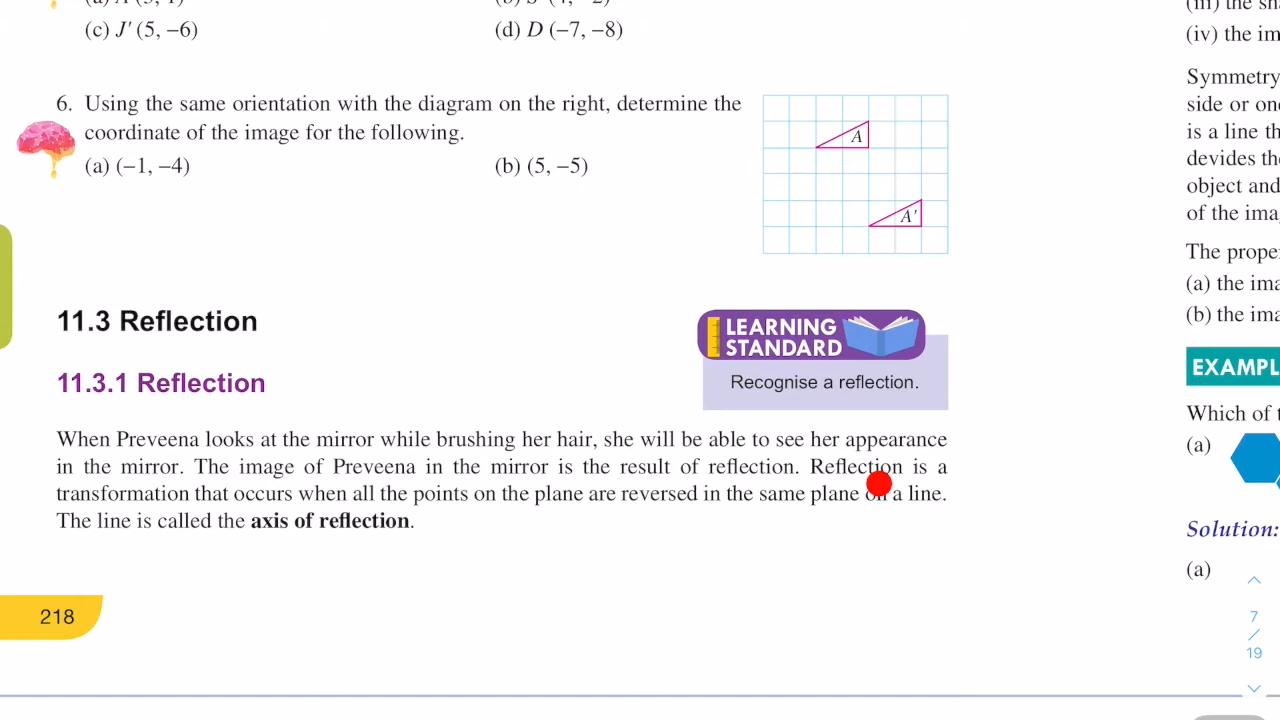 (c) J′ (5, −6)
(d) D (−7, −8)
6. Using the same orientation with the diagram on the right, determine the
coordinate of the image for the following.
(a) (−1, −4)
(b) (5, −5)
A
A′
11.3 Reflection
LEARNING
STANDARD
Recognise a reflection.
11.3.1 Reflection
When Preveena looks at the mirror while brushing her hair, she will be able to see her appearance
in the mirror. The image of Preveena in the mirror is the result of reflection. Reflection is a
transformation that occurs when all the points on the plane are reversed in the same plane on a line.
The line is called the axis of reflection.
218
(iv) the im
Symmetry
side or on
is a line th
devides the
object and
of the ima
The proper
(a) the ima
(b) the ima
EXAMPL
Which of t
(a)
Solution:
(a)
7
/
19